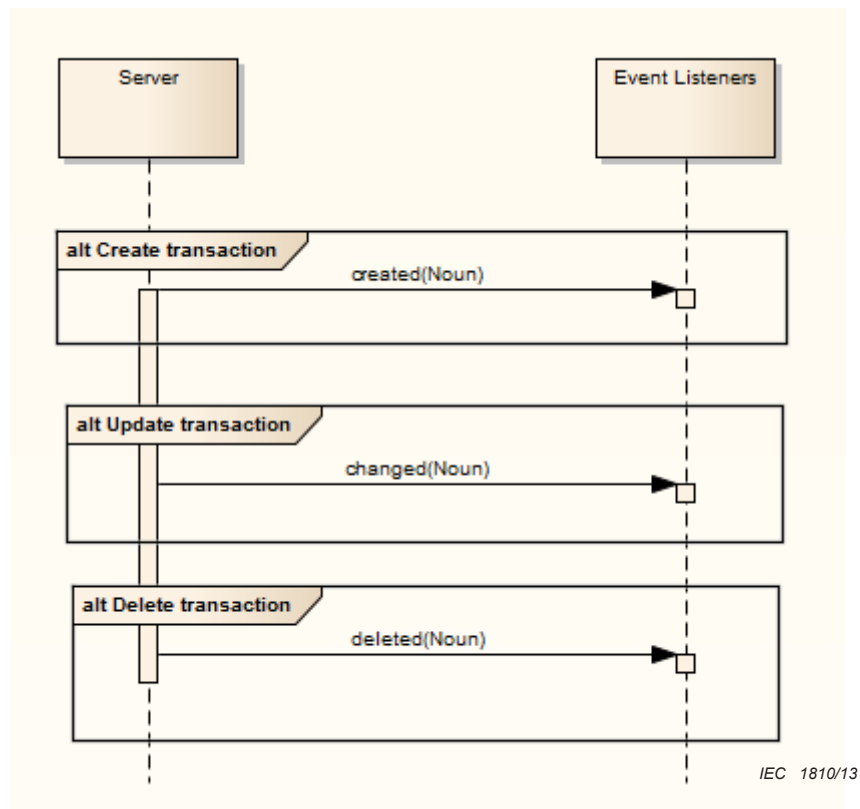 Server
Event Listeners
alt Create transaction
created(Noun)
alt Update transaction
changed(Noun)
alt Delete transaction
deleted(Noun)
IEC 1810/13